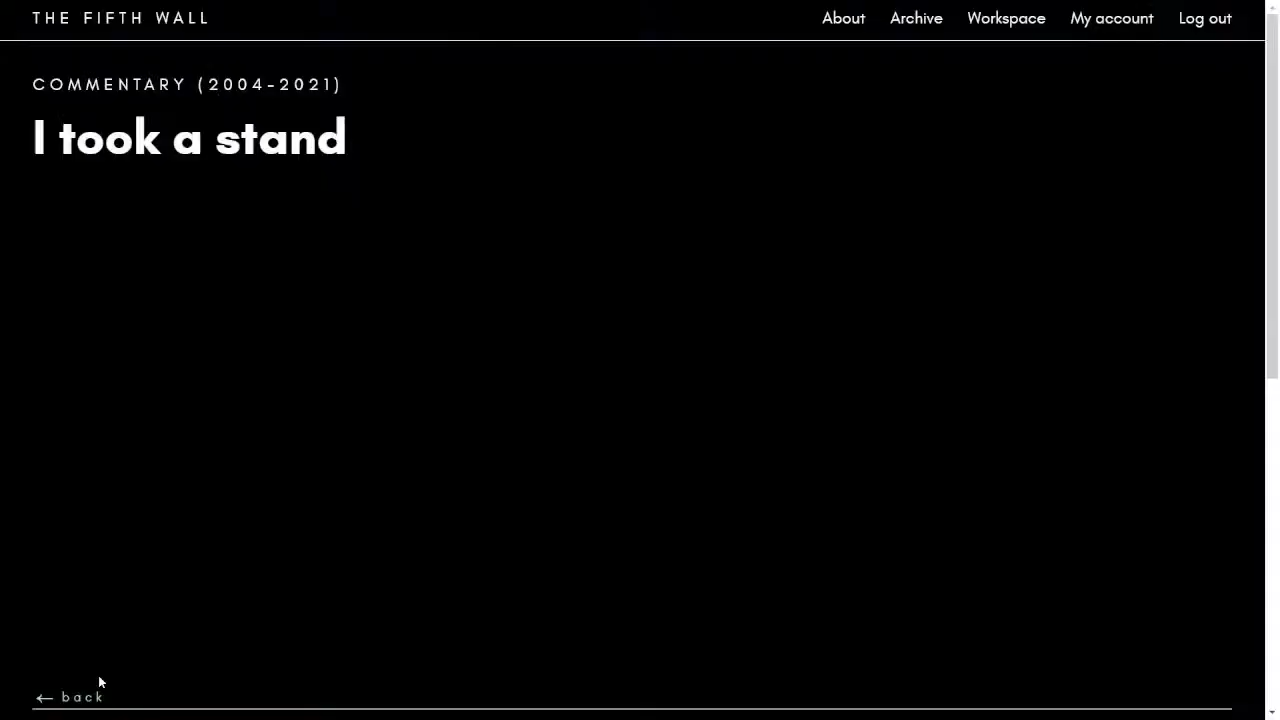 THE FIFTH WALL
About Archive Workspace My account Log out
COMMENTARY (2004-2021)
I took a stand
← back